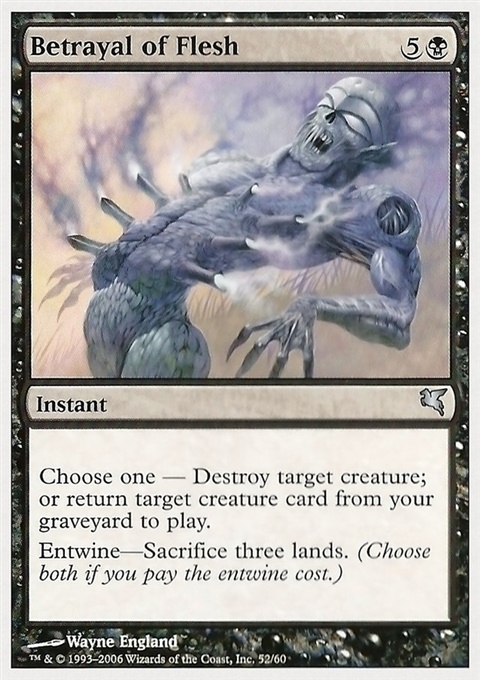 Betrayal of Flesh 5
Instant
Choose one — Destroy target creature;
or return target creature card from your
graveyard to play.
Entwine—Sacrifice three lands. (Choose
both if you pay the entwine cost.)
Wayne England
™ & © 1993–2006 Wizards of the Coast, Inc. 52/60